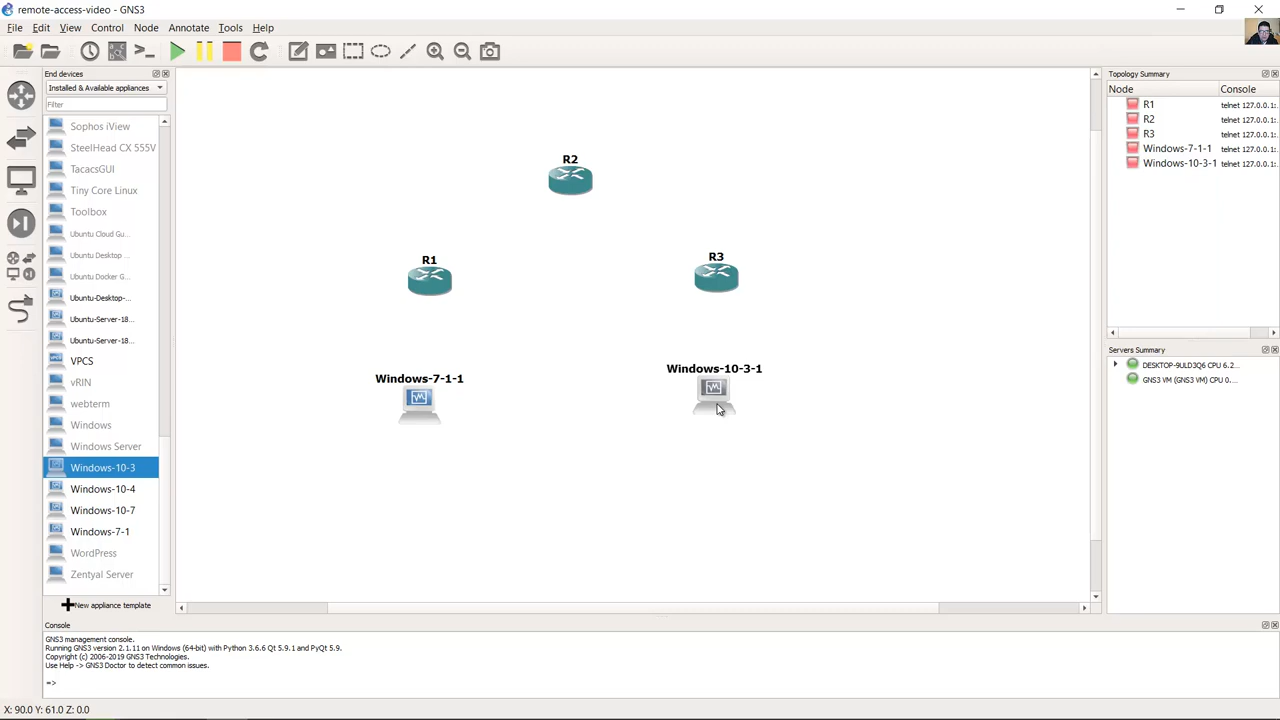 remote-access-video - GNS3
File Edit View Control Node Annotate Tools Help
End devices
Installed & Available appliances
Filter
Sophos iView
SteelHead CX 555V
TacacsGUI
Tiny Core Linux
Toolbox
Ubuntu Cloud Gu...
Ubuntu Desktop ...
Ubuntu Docker G...
Ubuntu-Desktop-...
Ubuntu-Server-18...
Ubuntu-Server-18...
VPCS
vRIN
webterm
Windows
Windows Server
Windows-10-3
Windows-10-4
Windows-10-7
Windows-7-1
WordPress
Zentyal Server
New appliance template
R2
R1
R3
Windows-7-1-1
Windows-10-3-1
Topology Summary
Node Console
R1 telnet 127.0.0.1:.
R2 telnet 127.0.0.1:.
R3 telnet 127.0.0.1:.
Windows-7-1-1 telnet 127.0.0.1:.
Windows-10-3-1 telnet 127.0.0.1:.
Servers Summary
DESKTOP-9ULD3Q6 CPU 6.2...
GNS3 VM (GNS3 VM) CPU 0....
Console
GNS3 management console.
Running GNS3 version 2.1.11 on Windows (64-bit) with Python 3.6.6 Qt 5.9.1 and PyQt 5.9.
Copyright (c) 2006-2019 GNS3 Technologies.
Use Help -> GNS3 Doctor to detect common issues.
=>
X: 90.0 Y: 61.0 Z: 0.0